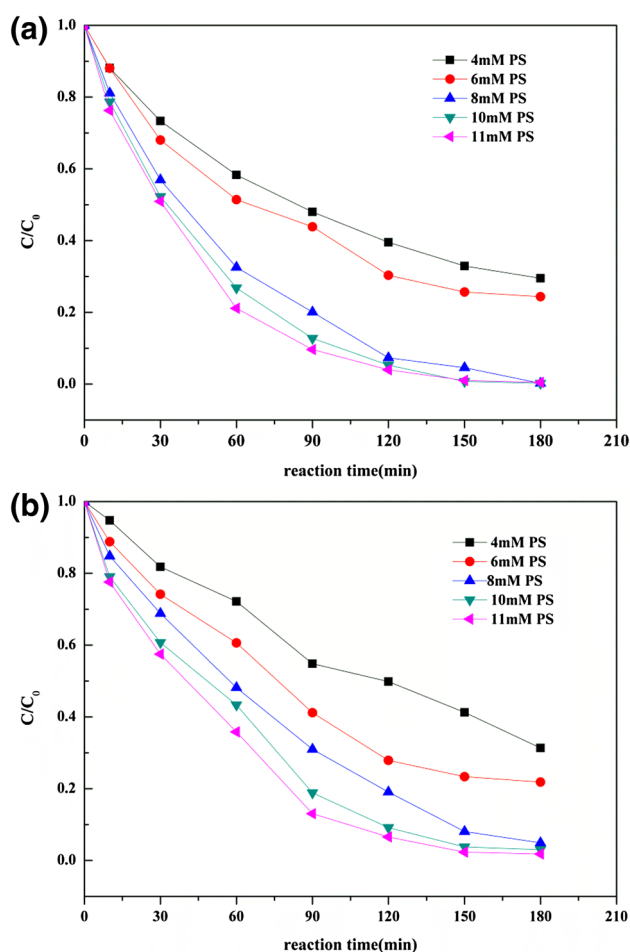 (a)
1.0
0.8
0.6
0.4
0.2
0.0
C/C0
4mM PS
6mM PS
8mM PS
10mM PS
11mM PS
0 30 60 90 120 150 180 210
reaction time(min)
(b)
1.0
0.8
0.6
0.4
0.2
0.0
C/C0
4mM PS
6mM PS
8mM PS
10mM PS
11mM PS
0 30 60 90 120 150 180 210
reaction time(min)